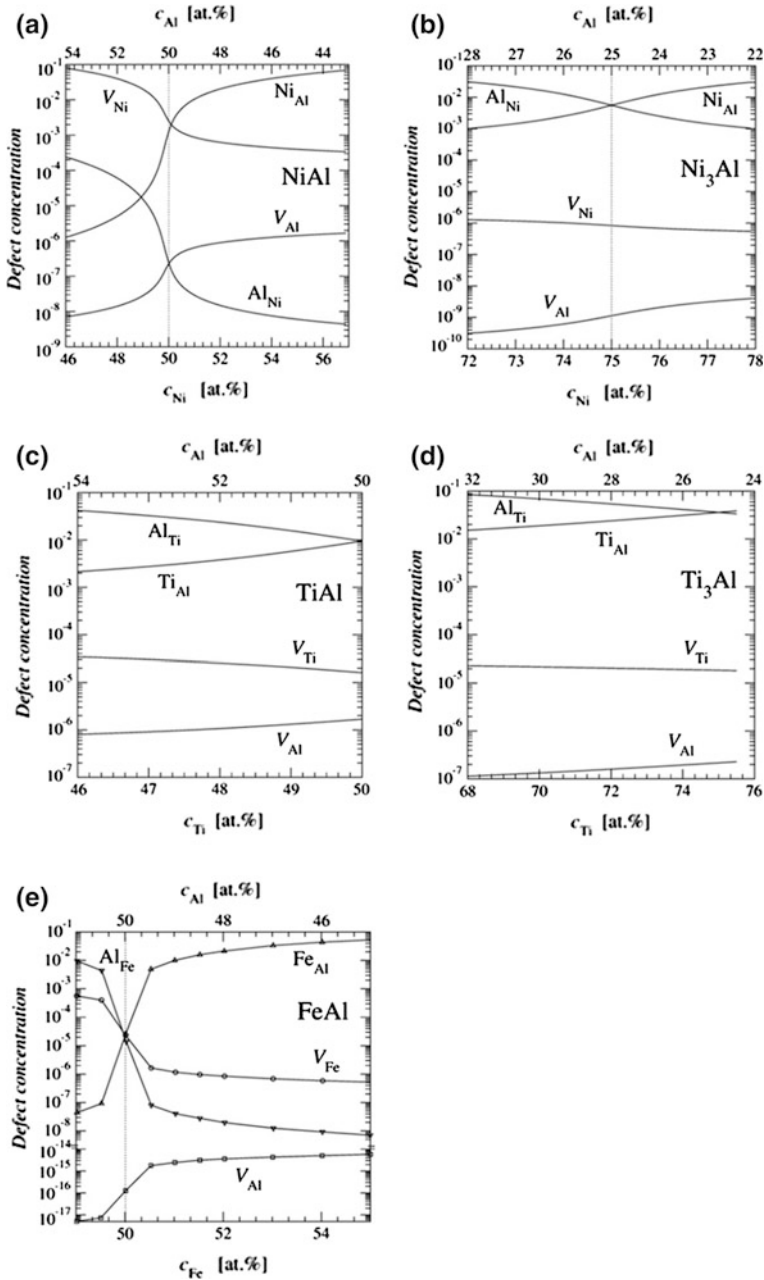 (a)
c_Al [at.%]
54 52 50 48 46 44
10^-1
10^-2
10^-3
10^-4
10^-5
10^-6
10^-7
10^-8
10^-9
Defect concentration
V_Ni
Ni_Al
NiAl
V_Al
Al_Ni
46 48 50 52 54 56
c_Ni [at.%]
(b)
c_Al [at.%]
28 27 26 25 24 23 22
10^-1
10^-2
10^-3
10^-4
10^-5
10^-6
10^-7
10^-8
10^-9
10^-10
Defect concentration
Al_Ni
Ni_Al
Ni_3Al
V_Ni
V_Al
72 73 74 75 76 77 78
c_Ni [at.%]
(c)
c_Al [at.%]
54 52 50
10^-1
10^-2
10^-3
10^-4
10^-5
10^-6
10^-7
Defect concentration
Al_Ti
Ti_Al
TiAl
V_Ti
V_Al
46 47 48 49 50
c_Ti [at.%]
(d)
c_Al [at.%]
32 30 28 26 24
10^-1
10^-2
10^-3
10^-4
10^-5
10^-6
10^-7
Defect concentration
Al_Ti
Ti_Al
Ti_3Al
V_Ti
V_Al
68 70 72 74 76
c_Ti [at.%]
(e)
c_Al [at.%]
50 48 46
10^-1
10^-2
10^-3
10^-4
10^-5
10^-6
10^-7
10^-8
10^-14
10^-15
10^-16
10^-17
Defect concentration
Al_Fe
Fe_Al
FeAl
V_Fe
V_Al
50 52 54
c_Fe [at.%]